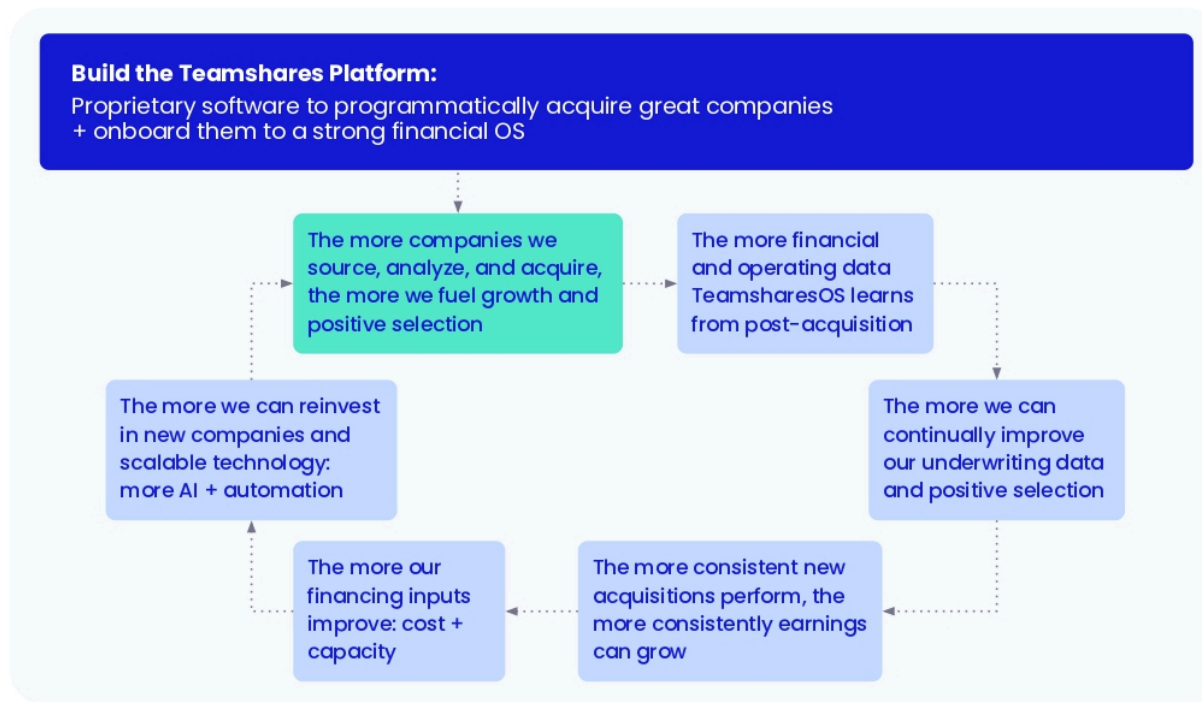 Build the Teamshares Platform:
Proprietary software to programmatically acquire great companies
+ onboard them to a strong financial OS
The more companies we
source, analyze, and acquire,
the more we fuel growth and
positive selection
The more financial
and operating data
TeamsharesOS learns
from post-acquisition
The more we can
continually improve
our underwriting data
and positive selection
The more consistent new
acquisitions perform, the
more consistently earnings
can grow
The more our
financing inputs
improve: cost +
capacity
The more we can reinvest
in new companies and
scalable technology:
more AI + automation